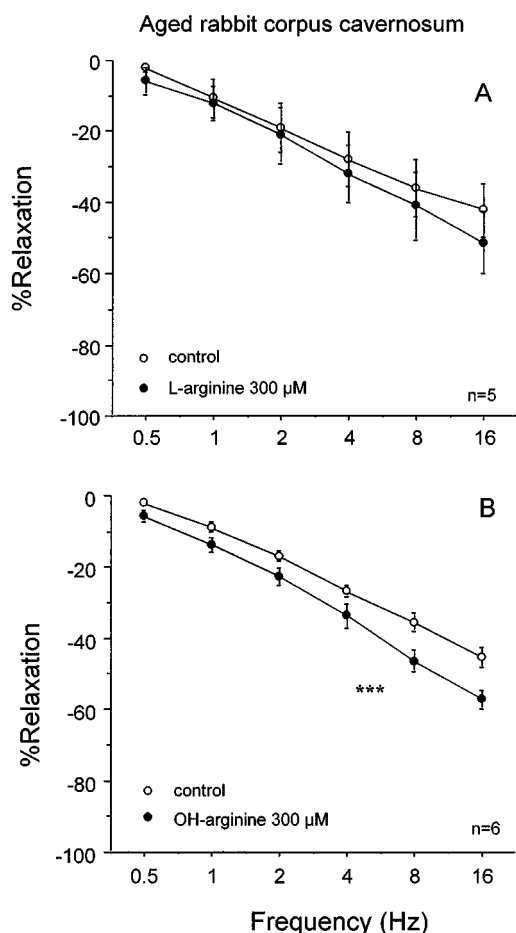 Aged rabbit corpus cavernosum
A
%Relaxation
0
-20
-40
-60
-80
-100
control
L-arginine 300 µM
n=5
0.5 1 2 4 8 16
B
%Relaxation
0
-20
-40
-60
-80
-100
***
control
OH-arginine 300 µM
n=6
0.5 1 2 4 8 16
Frequency (Hz)